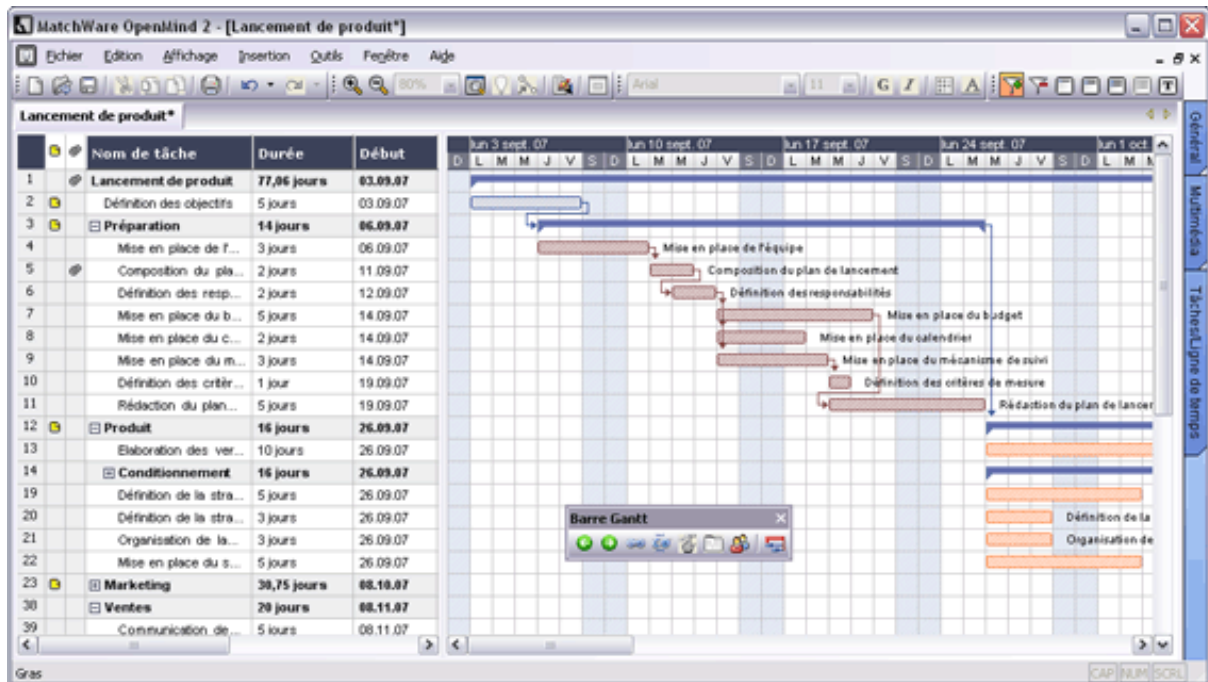 MatchWare OpenMind 2 - [Lancement de produit*]
Fichier Edition Affichage Insertion Outils Fenêtre Aide
80% Arial 11 G I A T
Lancement de produit*
Nom de tâche Durée Début
lun 3 sept. 07 lun 10 sept. 07 lun 17 sept. 07 lun 24 sept. 07 lun 1 oct
D L M M J V S D L M M J V S D L M M J V S D L M M J V S D L M M
1 Lancement de produit 77,06 jours 03.09.07
2 Définition des objectifs 5 jours 03.09.07
3 Préparation 14 jours 06.09.07
4 Mise en place de l'... 3 jours 06.09.07 Mise en place de l'équipe
5 Composition du pla... 2 jours 11.09.07 Composition du plan de lancement
6 Définition des resp... 2 jours 12.09.07 Définition des responsabilités
7 Mise en place du b... 5 jours 14.09.07 Mise en place du budget
8 Mise en place du c... 2 jours 14.09.07 Mise en place du calendrier
9 Mise en place du m... 3 jours 14.09.07 Mise en place du mécanisme de suivi
10 Définition des critèr... 1 jour 19.09.07 Définition des critères de mesure
11 Rédaction du plan... 5 jours 19.09.07 Rédaction du plan de lancer
12 Produit 16 jours 26.09.07
13 Elaboration des ver... 10 jours 26.09.07
14 Conditionnement 16 jours 26.09.07
19 Définition de la stra... 5 jours 26.09.07
20 Définition de la stra... 3 jours 26.09.07 Définition de la
21 Organisation de la... 3 jours 26.09.07 Organisation de
22 Mise en place du s... 5 jours 26.09.07
23 Marketing 30,75 jours 08.10.07
38 Ventes 20 jours 08.11.07
39 Communication de... 5 jours 08.11.07
Barre Gantt
Général
Multimédia
Tâches/Ligne de temps
Gras
CAP NUM SCRL